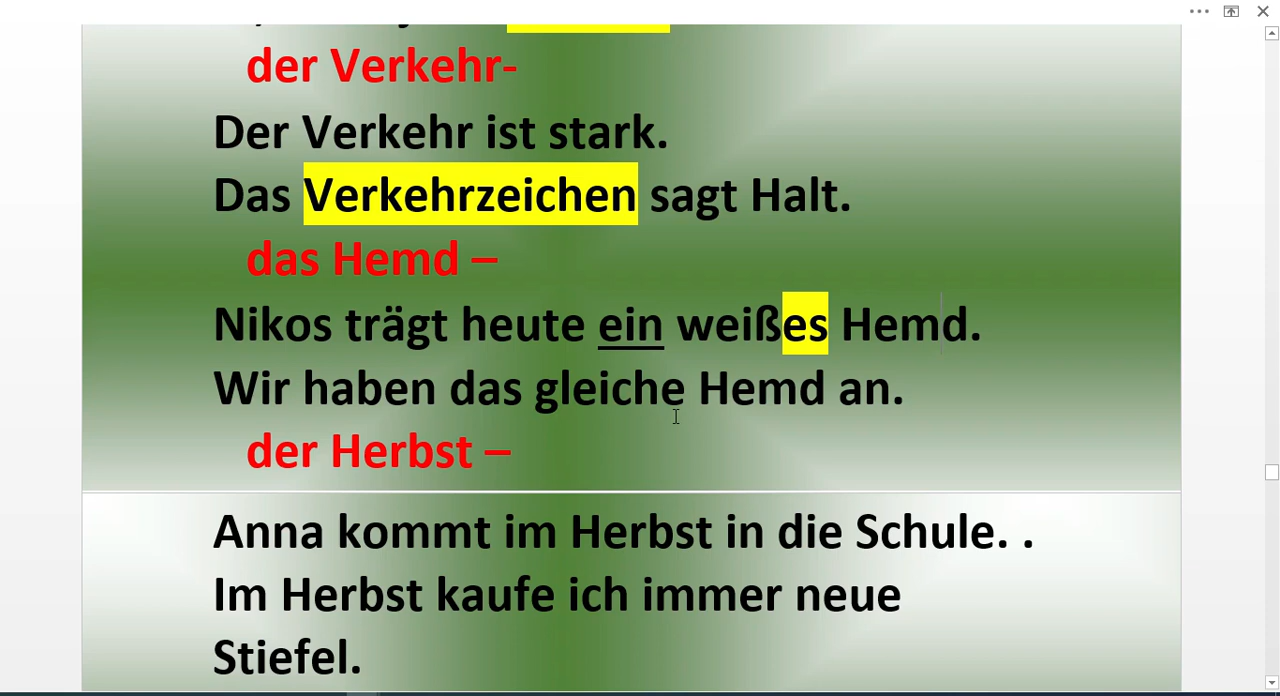 der Verkehr-
Der Verkehr ist stark.
Das Verkehrzeichen sagt Halt.
das Hemd –
Nikos trägt heute ein weißes Hemd.
Wir haben das gleiche Hemd an.
der Herbst –
Anna kommt im Herbst in die Schule. .
Im Herbst kaufe ich immer neue
Stiefel.